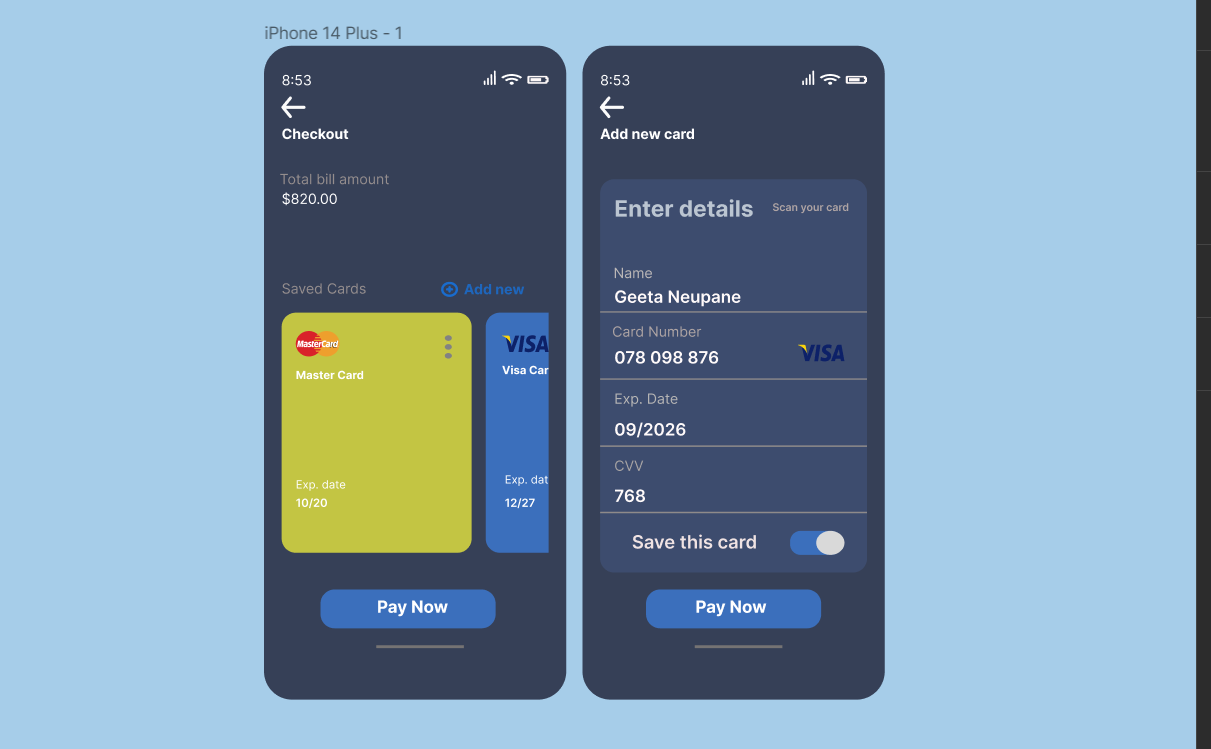 iPhone 14 Plus - 1
8:53
Checkout
Total bill amount
$820.00
Saved Cards
Add new
MasterCard
Master Card
Exp. date
10/20
VISA
Visa Car
Exp. dat
12/27
Pay Now
8:53
Add new card
Enter details
Scan your card
Name
Geeta Neupane
Card Number
078 098 876
VISA
Exp. Date
09/2026
CVV
768
Save this card
Pay Now